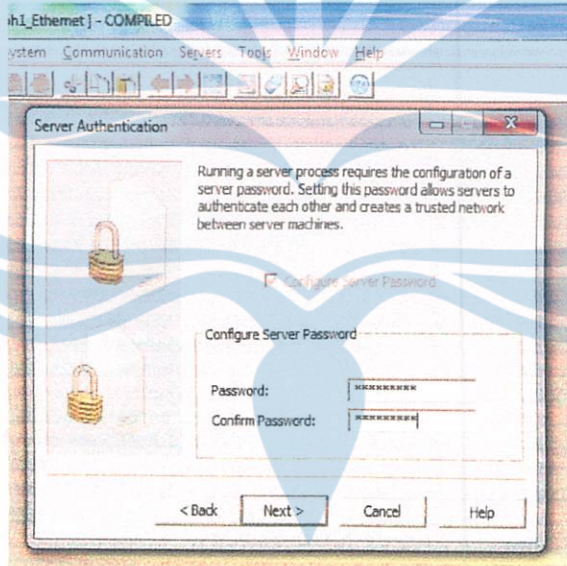 ph1_Ethernet ] - COMPILED
ystem Communication Servers Tools Window Help
Server Authentication
Running a server process requires the configuration of a
server password. Setting this password allows servers to
authenticate each other and creates a trusted network
between server machines.
Configure Server Password
Configure Server Password
Password: *********
Confirm Password: *********
< Back Next > Cancel Help